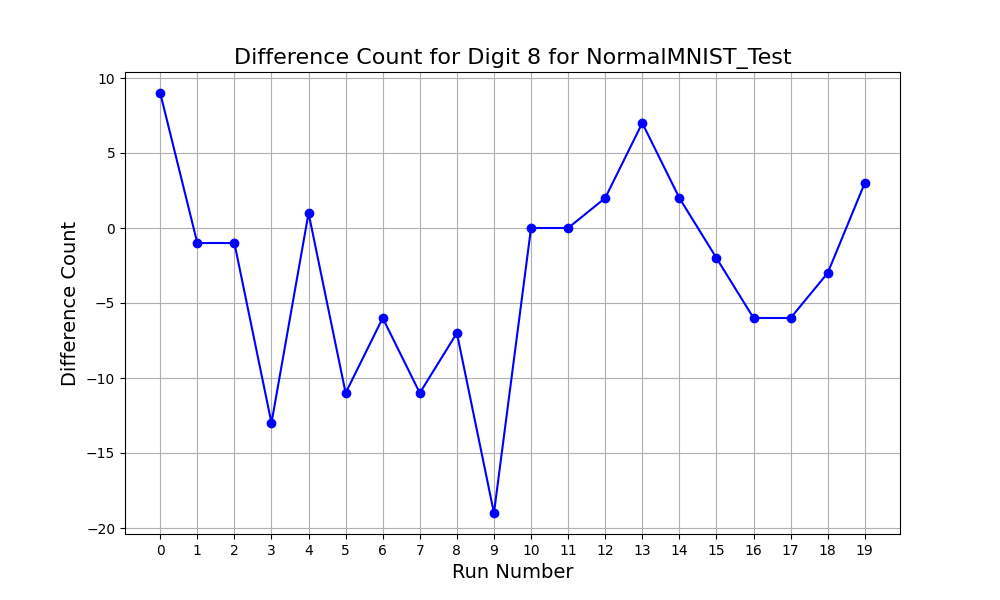 Difference Count for Digit 8 for NormalMNIST_Test
Difference Count
10
5
0
−5
−10
−15
−20
0 1 2 3 4 5 6 7 8 9 10 11 12 13 14 15 16 17 18 19
Run Number